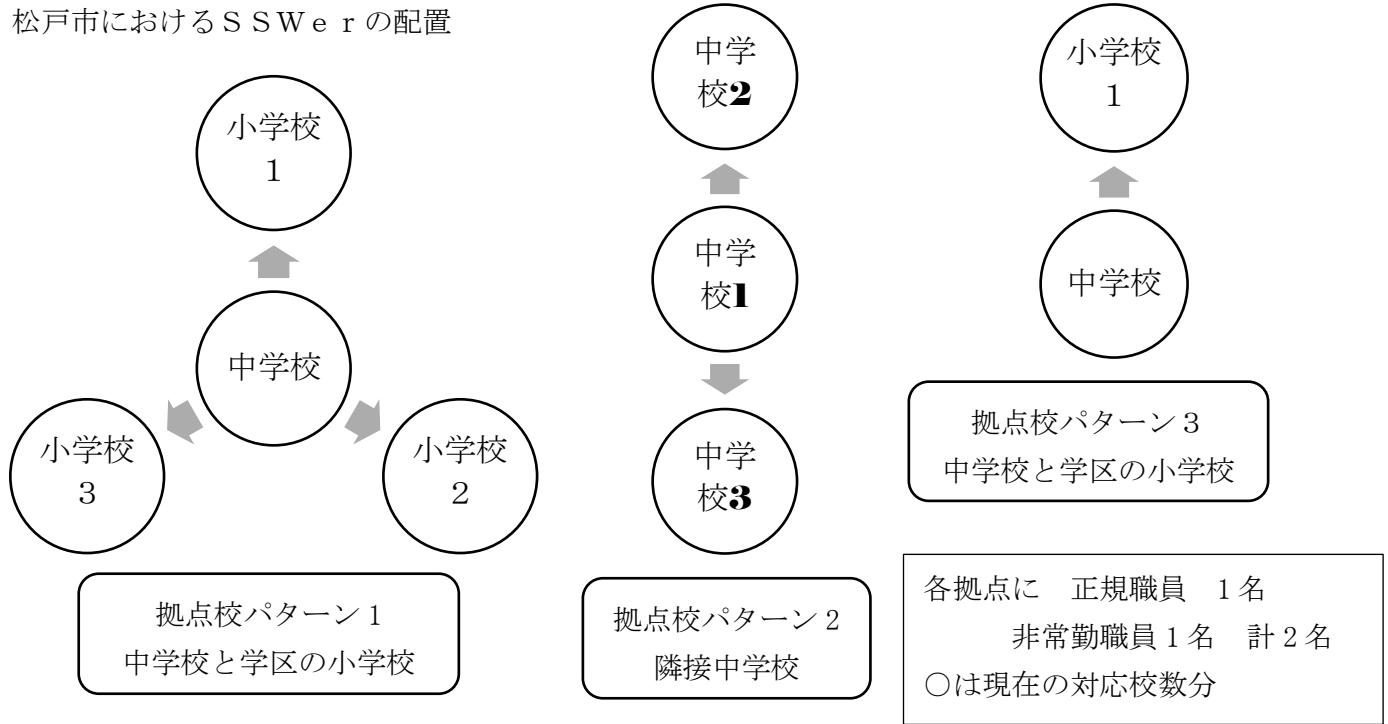 松戸市におけるＳＳＷｅｒの配置
小学校
１
中学校
小学校
３
小学校
２
拠点校パターン１
中学校と学区の小学校
中学
校2
中学
校1
中学
校3
拠点校パターン２
隣接中学校
小学校
１
中学校
拠点校パターン３
中学校と学区の小学校
各拠点に　正規職員　１名
非常勤職員１名　計２名
○は現在の対応校数分